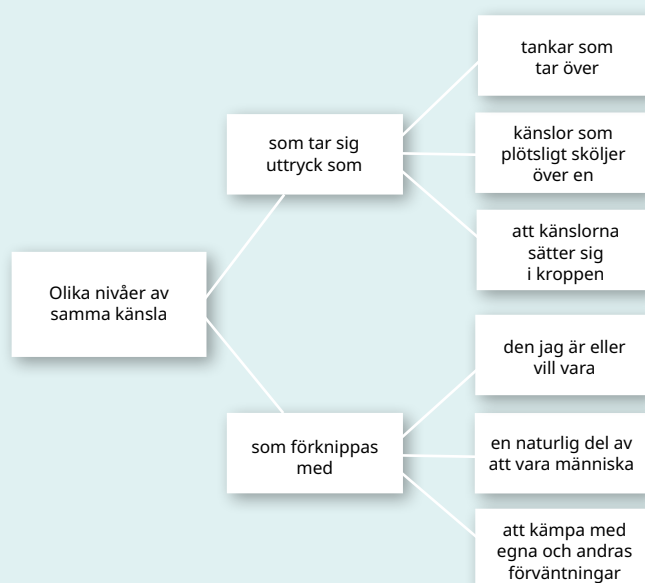 Olika nivåer av
samma känsla
som tar sig
uttryck som
tankar som
tar över
känslor som
plötsligt sköljer
över en
att känslorna
sätter sig
i kroppen
som förknippas
med
den jag är eller
vill vara
en naturlig del av
att vara människa
att kämpa med
egna och andras
förväntningar